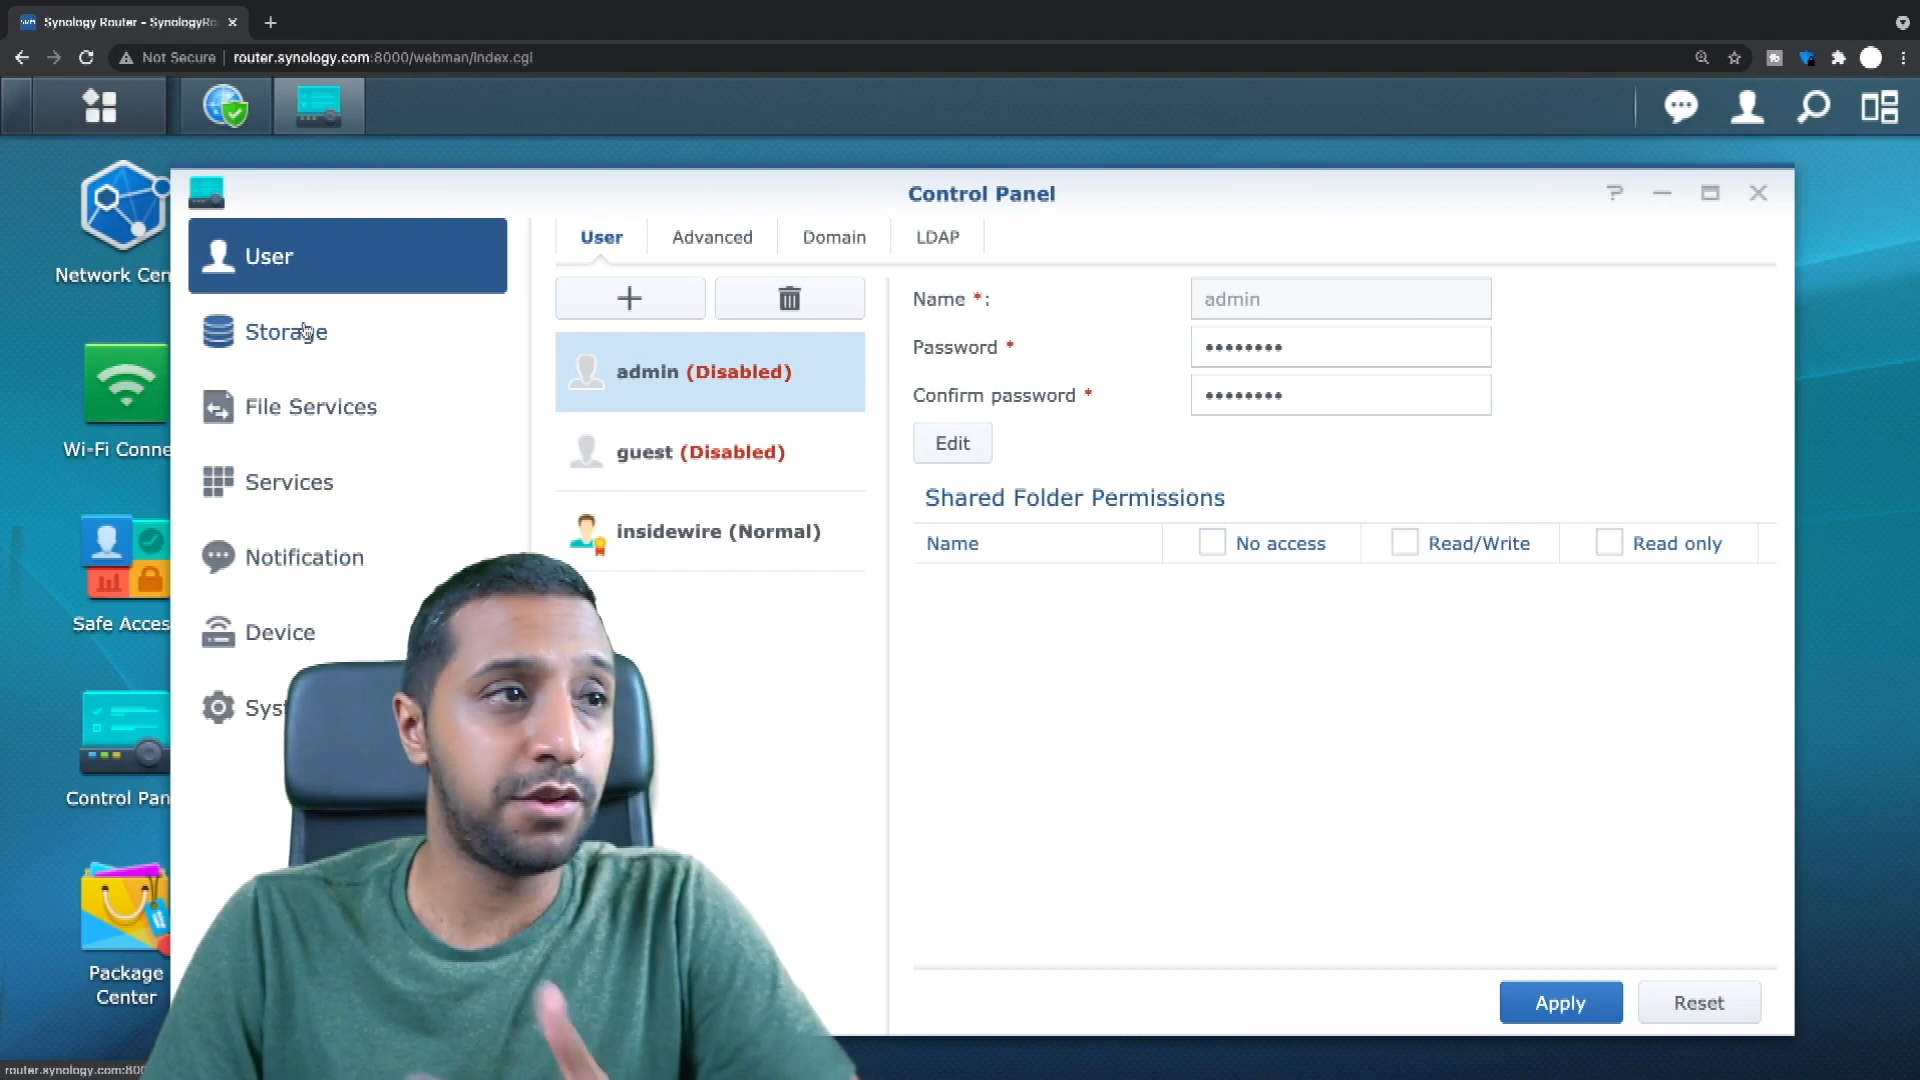 Synology Router - SynologyRo
Not Secure | router.synology.com:8000/webman/index.cgi
Network Cen
Wi-Fi Conne
Safe Acces
Control Pan
Package
Center
Control Panel
User
Storage
File Services
Services
Notification
Device
Syst
User
Advanced
Domain
LDAP
admin (Disabled)
guest (Disabled)
insidewire (Normal)
Name *: admin
Password * ••••••••
Confirm password * ••••••••
Edit
Shared Folder Permissions
Name No access Read/Write Read only
Apply Reset
router.synology.com:800